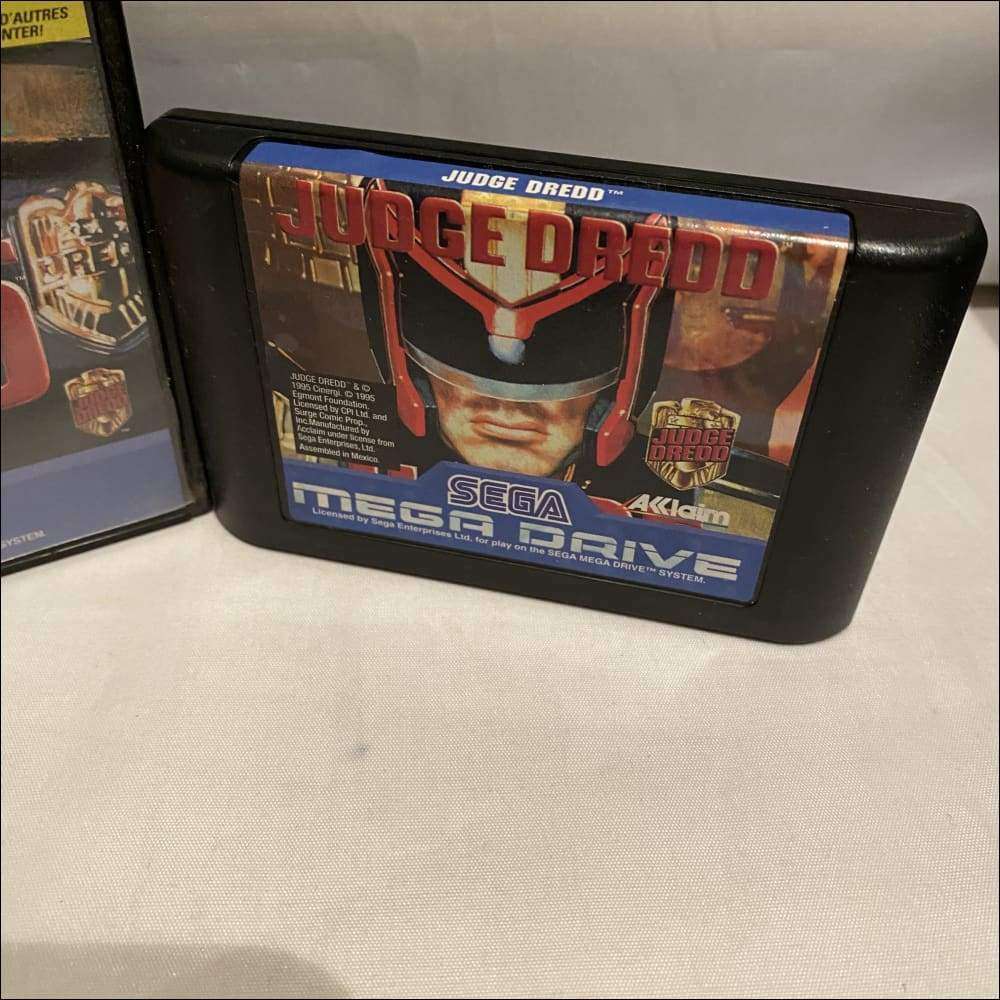 D'AUTRES
NTER!
SYSTEM.
JUDGE DREDD™
JUDGE DREDD
JUDGE DREDD™ & ©
1995 Cinergi. © 1995
Egmont Foundation.
Licensed by CPI Ltd. and
Surge Comic Prop.,
Inc. Manufactured by
Acclaim under license from
Sega Enterprises, Ltd.
Assembled in Mexico.
JUDGE
DREDD
SEGA
AKKlaim
MEGA DRIVE
Licensed by Sega Enterprises Ltd. for play on the SEGA MEGA DRIVE™ SYSTEM.